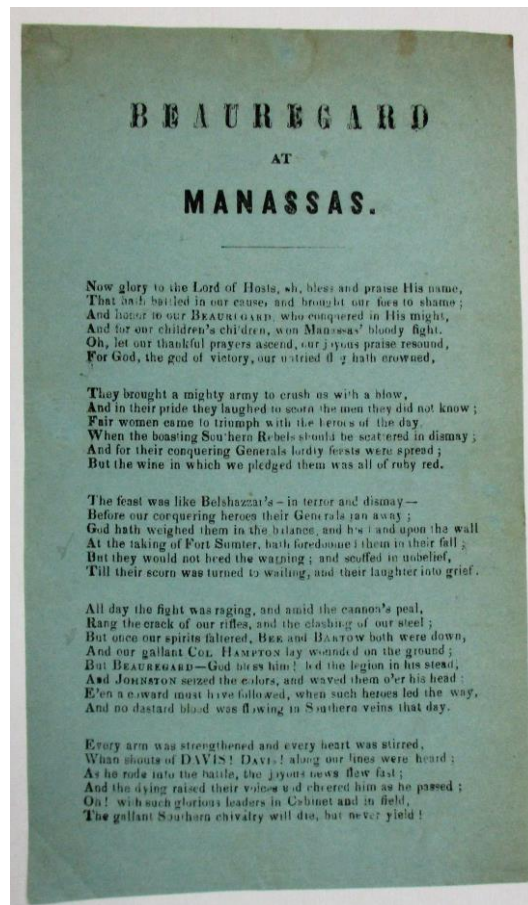 BEAUREGARD
AT
MANASSAS.
Now glory to the Lord of Hosts, oh, bless and praise His name,
That hath battled in our cause, and brought our foes to shame ;
And honor to our BEAUREGARD, who conquered in His might,
And for our children's children, won Manassas' bloody fight.
Oh, let our thankful prayers ascend, our joyous praise resound,
For God, the god of victory, our untried flag hath crowned,
They brought a mighty army to crush us with a blow,
And in their pride they laughed to scorn the men they did not know ;
Fair women came to triumph with the heroes of the day,
When the boasting Southern Rebels should be scattered in dismay ;
And for their conquering Generals lordly feasts were spread ;
But the wine in which we pledged them was all of ruby red.
The feast was like Belshazzar's – in terror and dismay—
Before our conquering heroes their Generals ran away ;
God hath weighed them in the balance, and his hand upon the wall
At the taking of Fort Sumter, hath foredoomed them in their fall ;
But they would not heed the warning ; and scoffed in unbelief,
Till their scorn was turned to wailing, and their laughter into grief.
All day the fight was raging, and amid the cannon's peal,
Rang the crack of our rifles, and the clashing of our steel ;
But once our spirits faltered, BEE and BARTOW both were down,
And our gallant COL HAMPTON lay wounded on the ground ;
But BEAUREGARD—God bless him! led the legion in his stead,
And JOHNSTON seized the colors, and waved them o'er his head :
E'en a coward must have followed, when such heroes led the way,
And no dastard blood was flowing in Southern veins that day.
Every arm was strengthened and every heart was stirred,
Whan shouts of DAVIS! DAVIS! along our lines were heard ;
As he rode into the battle, the joyous news flew fast ;
And the dying raised their voices and cheered him as he passed ;
Oh! with such glorious leaders in Cabinet and in field,
The gallant Southern chivalry will die, but never yield !